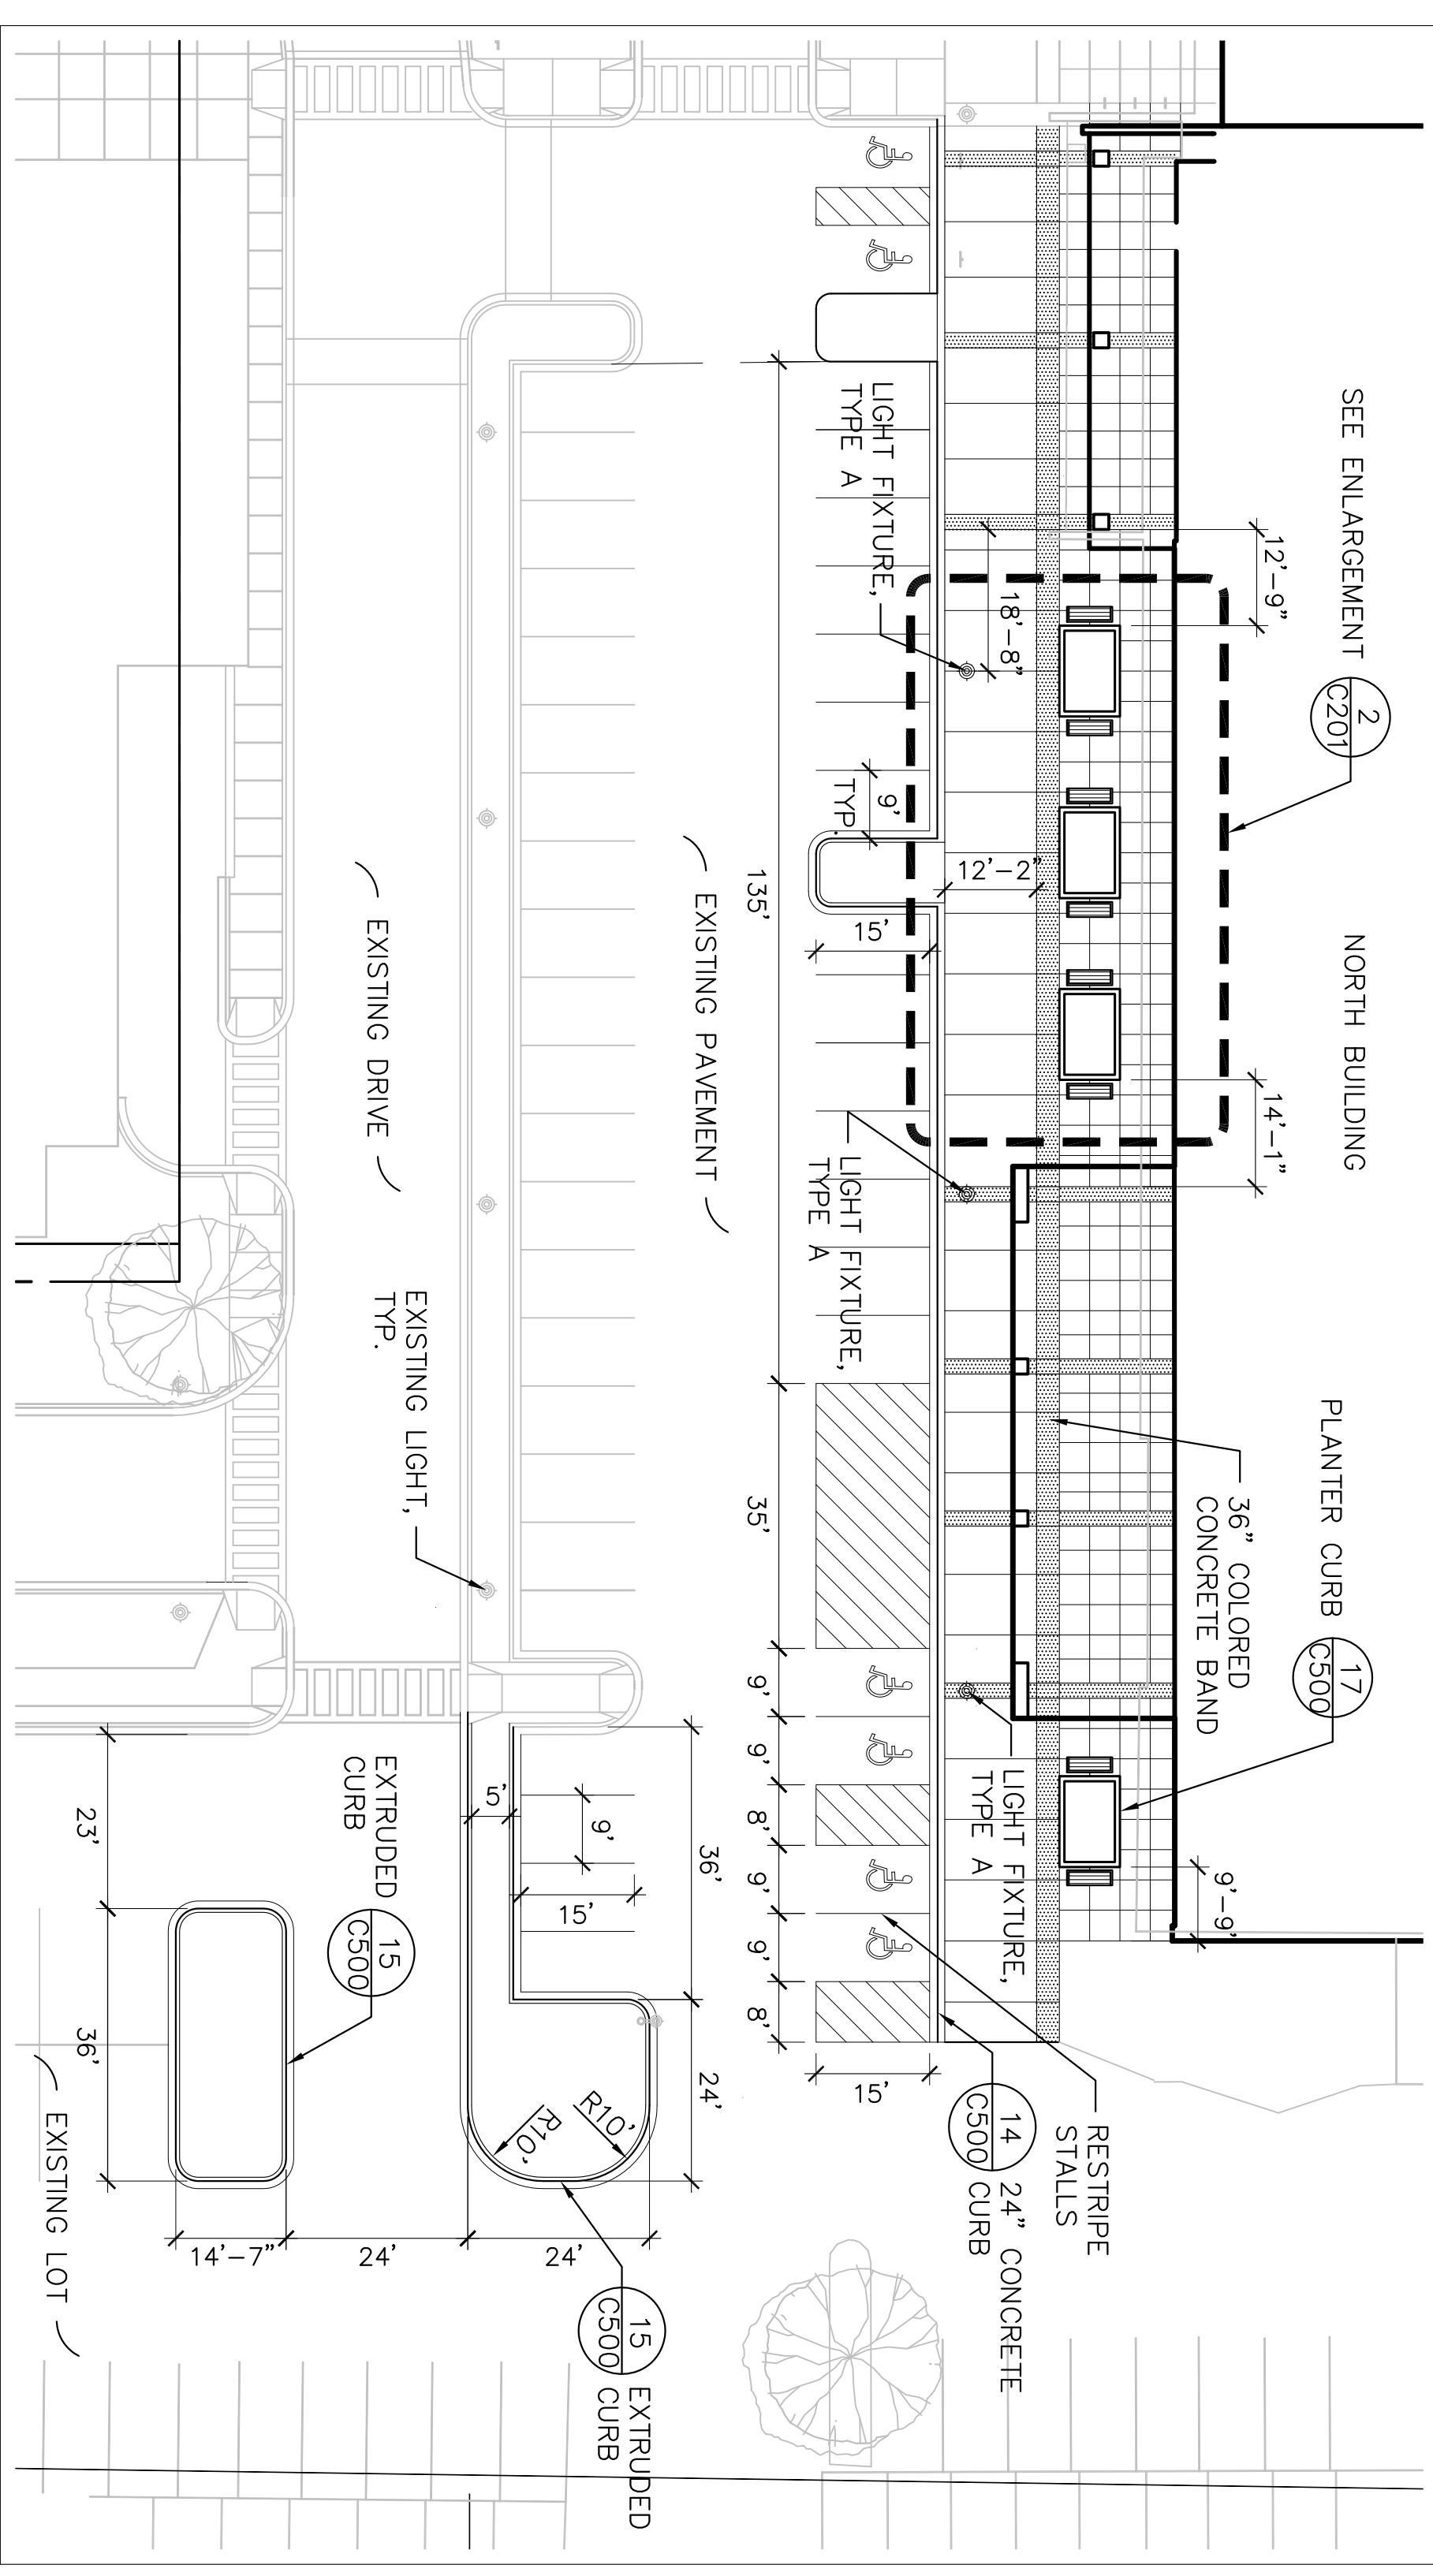 SEE ENLARGEMENT
2
C201
NORTH BUILDING
PLANTER CURB
17
C500
12'-9"
14'-1"
36" COLORED
CONCRETE BAND
9'-9"
18'-8"
12'-2"
LIGHT FIXTURE,
TYPE A
9'
TYP.
15'
LIGHT FIXTURE,
TYPE A
LIGHT FIXTURE,
TYPE A
RESTRIPE
STALLS
14
C500
24" CONCRETE
CURB
15'
135'
35'
9'
9'
8'
9'
9'
8'
EXISTING PAVEMENT
36'
24'
9'
15'
5'
R10'
R10'
15
C500
EXTRUDED
CURB
EXISTING LIGHT,
TYP.
EXISTING DRIVE
EXTRUDED
CURB
15
C500
24'
24'
14'-7"
23'
36'
EXISTING LOT